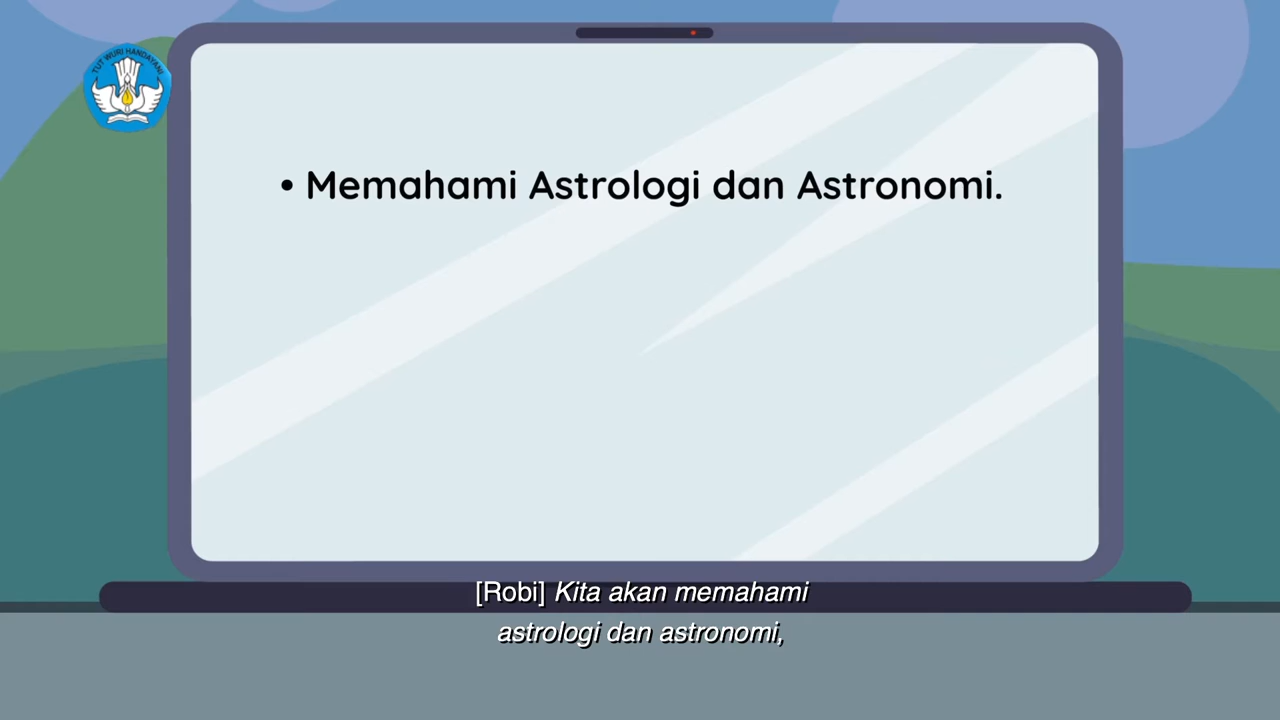 TUT WURI HANDAYANI
• Memahami Astrologi dan Astronomi.
[Robi] Kita akan memahami
astrologi dan astronomi,